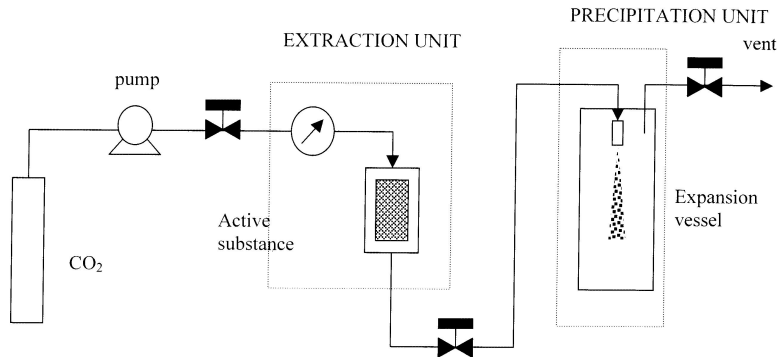 PRECIPITATION UNIT
vent
EXTRACTION UNIT
pump
Active
substance
Expansion
vessel
CO₂